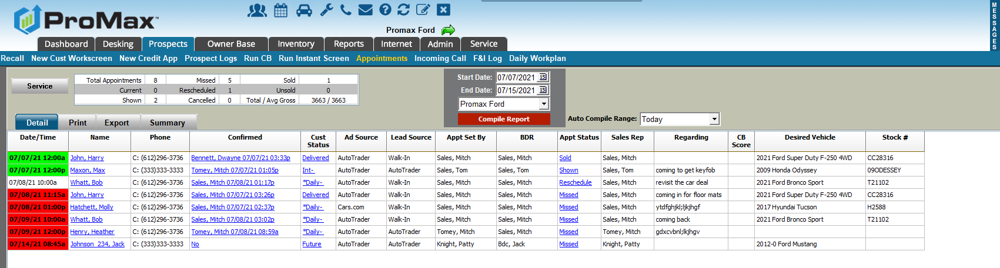 ProMax™
Promax Ford
MESSAGES
Dashboard Desking Prospects Owner Base Inventory Reports Internet Admin Service
Recall New Cust Workscreen New Credit App Prospect Logs Run CB Run Instant Screen Appointments Incoming Call F&I Log Daily Workplan
Service
Total Appointments 8 Missed 5 Sold 1
Current 0 Rescheduled 1 Unsold 0
Shown 2 Cancelled 0 Total / Avg Gross 3663 / 3663
Start Date: 07/07/2021 15
End Date: 07/15/2021 15
Promax Ford
Compile Report
Auto Compile Range: Today
Detail Print Export Summary
Date/Time Name Phone Confirmed Cust Status Ad Source Lead Source Appt Set By BDR Appt Status Sales Rep Regarding CB Score Desired Vehicle Stock #
07/07/21 12:00a John, Harry C: (612)296-3736 Bennett, Dwayne 07/07/21 03:33p Delivered AutoTrader Walk-In Sales, Mitch Sales, Mitch Sold Sales, Mitch 2021 Ford Super Duty F-250 4WD CC28316
07/07/21 12:00p Maxon, Max C: (333)333-3333 Tomey, Mitch 07/07/21 01:05p Int- AutoTrader AutoTrader Sales, Tom Sales, Tom Shown Sales, Tom coming to get keyfob 2009 Honda Odyssey 09ODESSEY
07/08/21 10:00a Whatt, Bob C: (612)296-3736 Sales, Mitch 07/08/21 01:17p *Daily- AutoTrader Walk-In Sales, Mitch Sales, Mitch Reschedule Sales, Mitch revisit the car deal 2021 Ford Bronco Sport T21102
07/08/21 11:15a John, Harry C: (612)296-3736 Sales, Mitch 07/07/21 03:26p Delivered AutoTrader Walk-In Sales, Mitch Sales, Mitch Missed Sales, Mitch coming in for floor mats 2021 Ford Super Duty F-250 4WD CC28316
07/08/21 01:00p Hatchett, Molly C: (612)296-3736 Sales, Mitch 07/07/21 02:37p *Daily- Cars.com Walk-In Sales, Mitch Sales, Mitch Missed Sales, Mitch ytdfghjkl;ljkjhgf 2017 Hyundai Tucson H2588
07/09/21 10:00a Whatt, Bob C: (612)296-3736 Sales, Mitch 07/08/21 03:02p *Daily- AutoTrader Walk-In Sales, Mitch Sales, Mitch Missed Sales, Mitch coming back 2021 Ford Bronco Sport T21102
07/09/21 12:00p Henry, Heather C: (612)296-3736 Tomey, Mitch 07/08/21 08:59a *Daily- AutoTrader AutoTrader Tomey, Mitch Sales, Mitch Missed Tomey, Mitch gdxcvbnl;lkjhgv
07/14/21 08:45a Johnson_234, Jack C: (333)333-3333 No Future AutoTrader AutoTrader Knight, Patty Bdc, Jack Missed Knight, Patty 2012-0 Ford Mustang